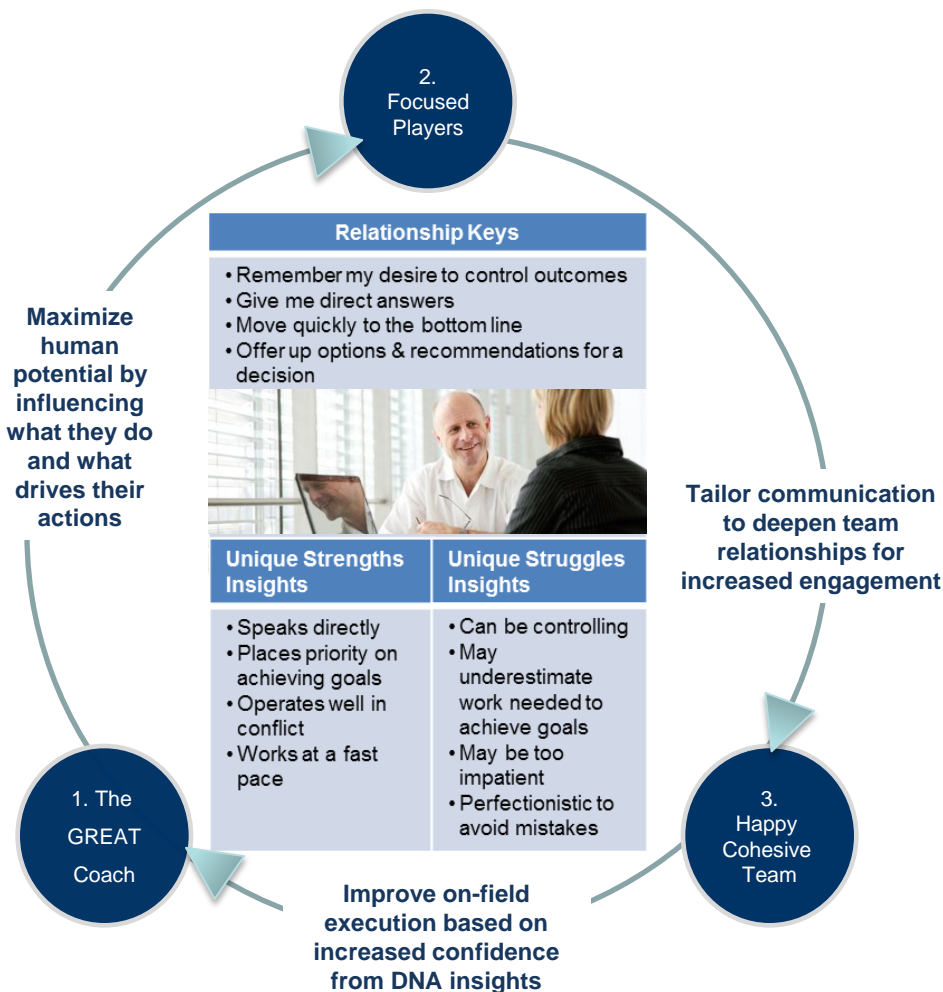 2.
Focused
Players
Relationship Keys
• Remember my desire to control outcomes
• Give me direct answers
• Move quickly to the bottom line
• Offer up options & recommendations for a
decision
Maximize
human
potential by
influencing
what they do
and what
drives their
actions
Tailor communication
to deepen team
relationships for
increased engagement
Unique Strengths
Insights
• Speaks directly
• Places priority on
achieving goals
• Operates well in
conflict
• Works at a fast
pace
Unique Struggles
Insights
• Can be controlling
• May
underestimate
work needed to
achieve goals
• May be too
impatient
• Perfectionistic to
avoid mistakes
1. The
GREAT
Coach
3.
Happy
Cohesive
Team
Improve on-field
execution based on
increased confidence
from DNA insights